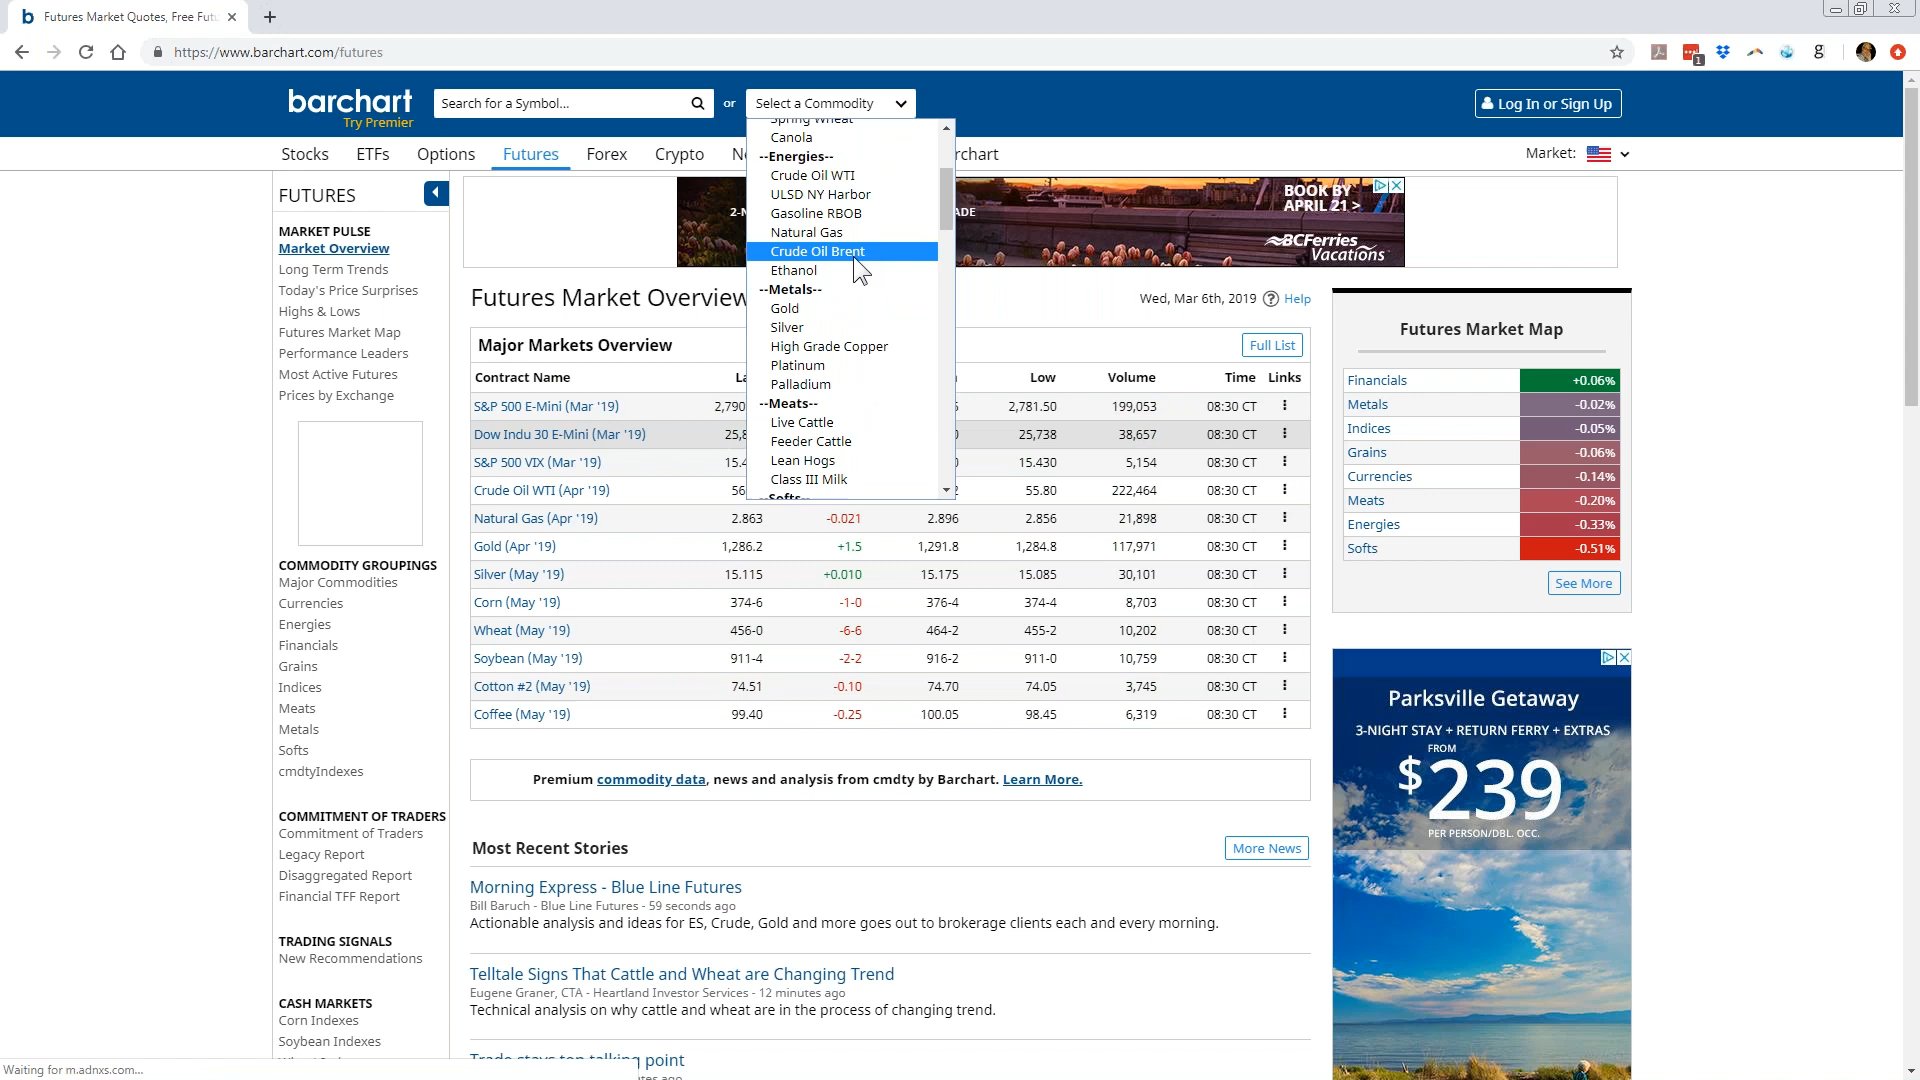 Futures Market Quotes, Free Futu
https://www.barchart.com/futures
1
g
barchart
Try Premier
Search for a Symbol...
or
Select a Commodity
Log In or Sign Up
Stocks
ETFs
Options
Futures
Forex
Crypto
rchart
Market:
Spring Wheat
Canola
--Energies--
Crude Oil WTI
ULSD NY Harbor
Gasoline RBOB
Natural Gas
Crude Oil Brent
Ethanol
--Metals--
Gold
Silver
High Grade Copper
Platinum
Palladium
--Meats--
Live Cattle
Feeder Cattle
Lean Hogs
Class III Milk
--Softs--
FUTURES
MARKET PULSE
Market Overview
Long Term Trends
Today's Price Surprises
Highs & Lows
Futures Market Map
Performance Leaders
Most Active Futures
Prices by Exchange
COMMODITY GROUPINGS
Major Commodities
Currencies
Energies
Financials
Grains
Indices
Meats
Metals
Softs
cmdtyIndexes
COMMITMENT OF TRADERS
Commitment of Traders
Legacy Report
Disaggregated Report
Financial TFF Report
TRADING SIGNALS
New Recommendations
CASH MARKETS
Corn Indexes
Soybean Indexes
2-N
ADE
BOOK BY
APRIL 21 >
BCFerries
Vacations
Futures Market Overview
Wed, Mar 6th, 2019 Help
Major Markets Overview
Full List
Contract Name La Low Volume Time Links
S&P 500 E-Mini (Mar '19) 2,790 5 2,781.50 199,053 08:30 CT
Dow Indu 30 E-Mini (Mar '19) 25,8 0 25,738 38,657 08:30 CT
S&P 500 VIX (Mar '19) 15.4 0 15.430 5,154 08:30 CT
Crude Oil WTI (Apr '19) 56 2 55.80 222,464 08:30 CT
Natural Gas (Apr '19) 2.863 -0.021 2.896 2.856 21,898 08:30 CT
Gold (Apr '19) 1,286.2 +1.5 1,291.8 1,284.8 117,971 08:30 CT
Silver (May '19) 15.115 +0.010 15.175 15.085 30,101 08:30 CT
Corn (May '19) 374-6 -1-0 376-4 374-4 8,703 08:30 CT
Wheat (May '19) 456-0 -6-6 464-2 455-2 10,202 08:30 CT
Soybean (May '19) 911-4 -2-2 916-2 911-0 10,759 08:30 CT
Cotton #2 (May '19) 74.51 -0.10 74.70 74.05 3,745 08:30 CT
Coffee (May '19) 99.40 -0.25 100.05 98.45 6,319 08:30 CT
Premium commodity data, news and analysis from cmdty by Barchart. Learn More.
Most Recent Stories
More News
Morning Express - Blue Line Futures
Bill Baruch - Blue Line Futures - 59 seconds ago
Actionable analysis and ideas for ES, Crude, Gold and more goes out to brokerage clients each and every morning.
Telltale Signs That Cattle and Wheat are Changing Trend
Eugene Graner, CTA - Heartland Investor Services - 12 minutes ago
Technical analysis on why cattle and wheat are in the process of changing trend.
Trade stays top talking point
Futures Market Map
Financials +0.06%
Metals -0.02%
Indices -0.05%
Grains -0.06%
Currencies -0.14%
Meats -0.20%
Energies -0.33%
Softs -0.51%
See More
Parksville Getaway
3-NIGHT STAY + RETURN FERRY + EXTRAS
FROM
$239
PER PERSON/DBL. OCC.
Waiting for m.adnxs.com...